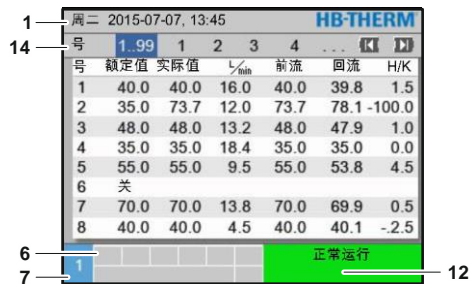 1 周二 2015-07-07, 13:45 HB-THERM
14 号 1..99 1 2 3 4 ...
号 额定值 实际值 L/min 前流 回流 H/K
1 40.0 40.0 16.0 40.0 39.8 1.5
2 35.0 73.7 12.0 73.7 78.1 -100.0
3 48.0 48.0 13.2 48.0 47.9 1.0
4 35.0 35.0 18.4 35.0 35.0 0.0
5 55.0 55.0 9.5 55.0 53.8 4.5
6 关
7 70.0 70.0 13.8 70.0 69.9 0.5
8 40.0 40.0 4.5 40.0 40.1 -.2.5
6 正常运行
7 1 12